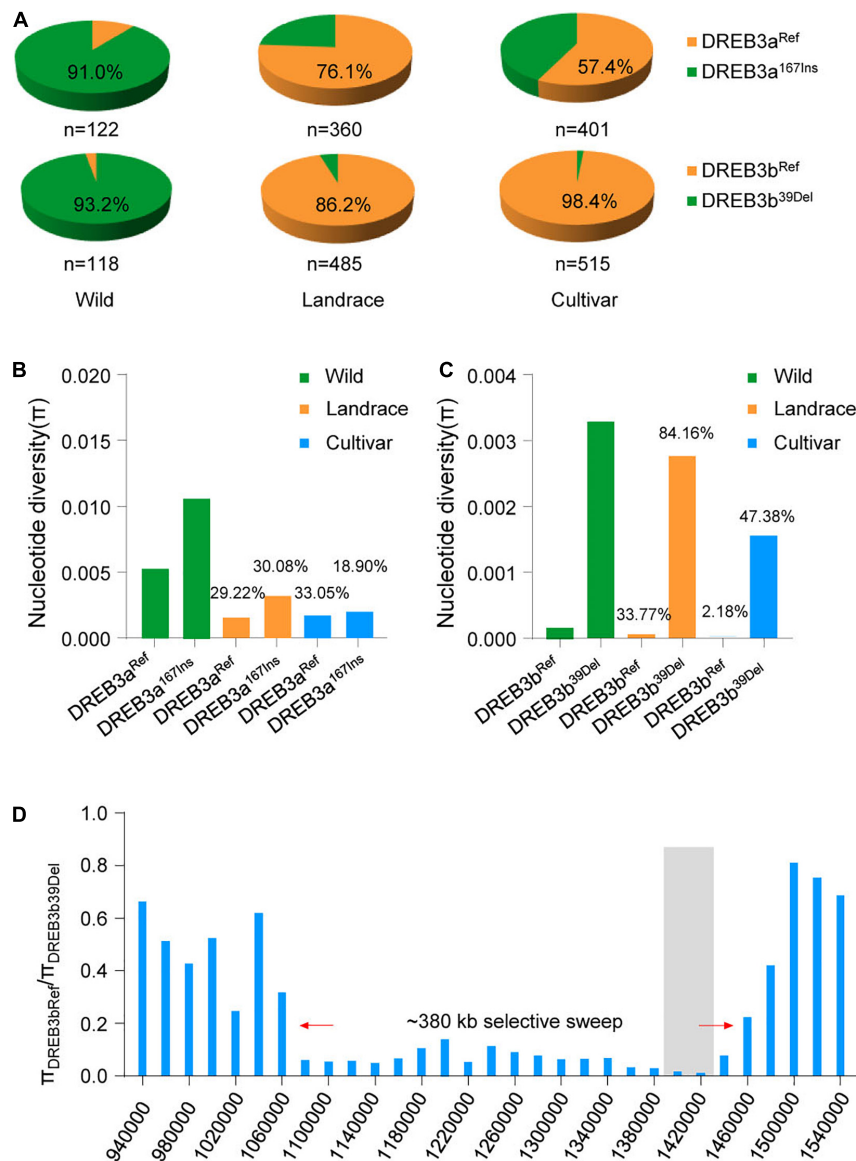 A
91.0%
76.1%
57.4%
DREB3aRef
DREB3a167Ins
n=122
n=360
n=401
93.2%
86.2%
98.4%
DREB3bRef
DREB3b39Del
n=118
n=485
n=515
Wild
Landrace
Cultivar
B
Nucleotide diversity(π)
0.020
0.015
0.010
0.005
0.000
Wild
Landrace
Cultivar
29.22%
30.08%
33.05%
18.90%
DREB3aRef
DREB3a167Ins
DREB3aRef
DREB3a167Ins
DREB3aRef
DREB3a167Ins
C
Nucleotide diversity(π)
0.004
0.003
0.002
0.001
0.000
Wild
Landrace
Cultivar
33.77%
84.16%
2.18%
47.38%
DREB3bRef
DREB3b39Del
DREB3bRef
DREB3b39Del
DREB3bRef
DREB3b39Del
D
πDREB3bRef/πDREB3b39Del
1.0
0.8
0.6
0.4
0.2
0.0
~380 kb selective sweep
940000
980000
1020000
1060000
1100000
1140000
1180000
1220000
1260000
1300000
1340000
1380000
1420000
1460000
1500000
1540000